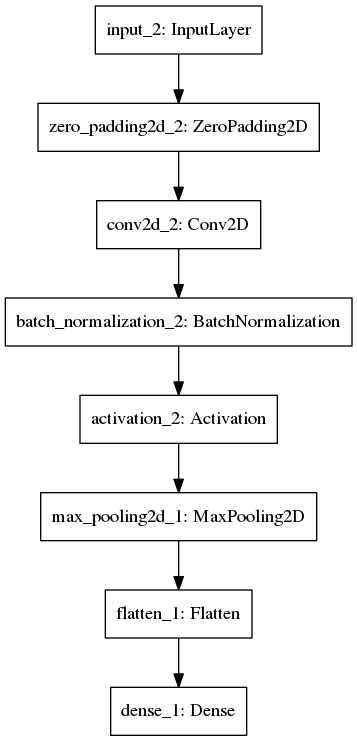 input_2: InputLayer
zero_padding2d_2: ZeroPadding2D
conv2d_2: Conv2D
batch_normalization_2: BatchNormalization
activation_2: Activation
max_pooling2d_1: MaxPooling2D
flatten_1: Flatten
dense_1: Dense